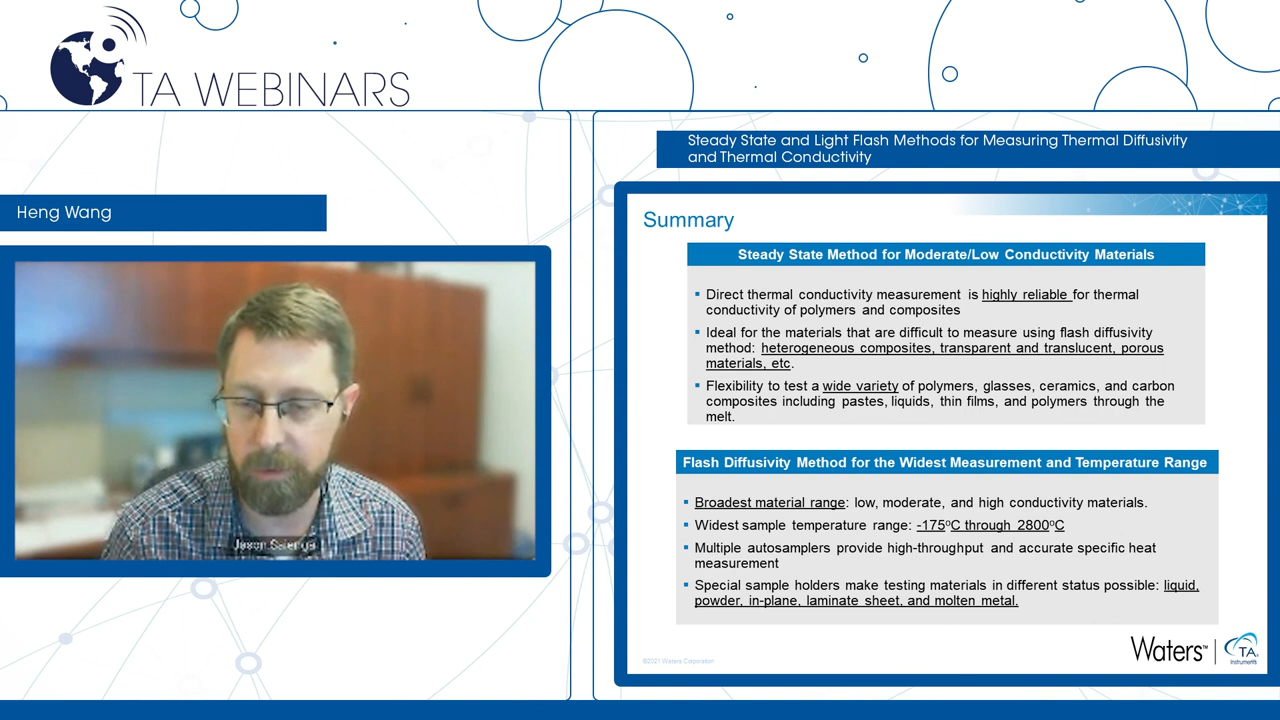 TA WEBINARS
Steady State and Light Flash Methods for Measuring Thermal Diffusivity
and Thermal Conductivity
Heng Wang
Jason Saienga
Summary
Steady State Method for Moderate/Low Conductivity Materials
▪ Direct thermal conductivity measurement is highly reliable for thermal
conductivity of polymers and composites
▪ Ideal for the materials that are difficult to measure using flash diffusivity
method: heterogeneous composites, transparent and translucent, porous
materials, etc.
▪ Flexibility to test a wide variety of polymers, glasses, ceramics, and carbon
composites including pastes, liquids, thin films, and polymers through the
melt.
Flash Diffusivity Method for the Widest Measurement and Temperature Range
▪ Broadest material range: low, moderate, and high conductivity materials.
▪ Widest sample temperature range: -175ºC through 2800ºC
▪ Multiple autosamplers provide high-throughput and accurate specific heat
measurement
▪ Special sample holders make testing materials in different status possible: liquid,
powder, in-plane, laminate sheet, and molten metal.
©2021 Waters Corporation
Waters™
TA
Instruments